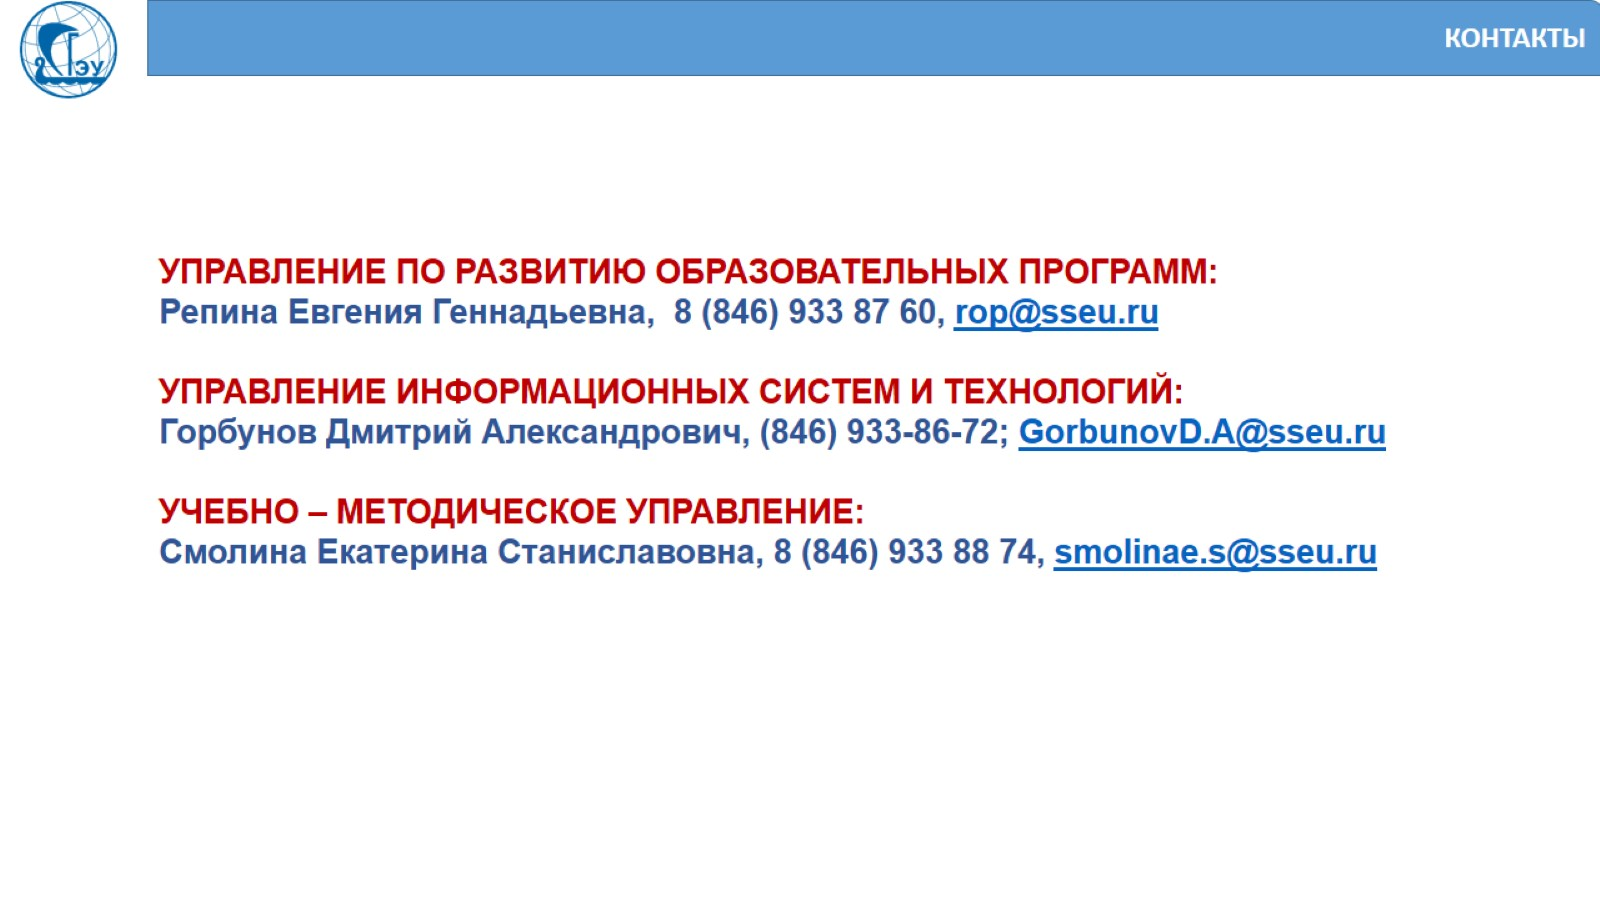 СГЭУ
КОНТАКТЫ
УПРАВЛЕНИЕ ПО РАЗВИТИЮ ОБРАЗОВАТЕЛЬНЫХ ПРОГРАММ:
Репина Евгения Геннадьевна, 8 (846) 933 87 60, rop@sseu.ru
УПРАВЛЕНИЕ ИНФОРМАЦИОННЫХ СИСТЕМ И ТЕХНОЛОГИЙ:
Горбунов Дмитрий Александрович, (846) 933-86-72; GorbunovD.A@sseu.ru
УЧЕБНО – МЕТОДИЧЕСКОЕ УПРАВЛЕНИЕ:
Смолина Екатерина Станиславовна, 8 (846) 933 88 74, smolinae.s@sseu.ru